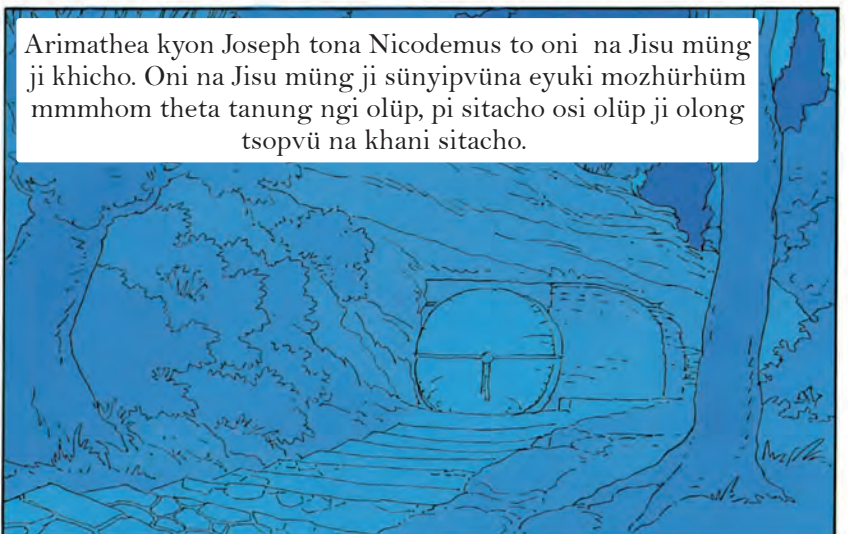 Arimathea kyon Joseph tona Nicodemus to oni na Jisu müng
ji khicho. Oni na Jisu müng ji sünyipvüna eyuki mozhürhüm
mmmhom theta tanung ngi olüp, pi sitacho osi olüp ji olong
tsopvü na khani sitacho.